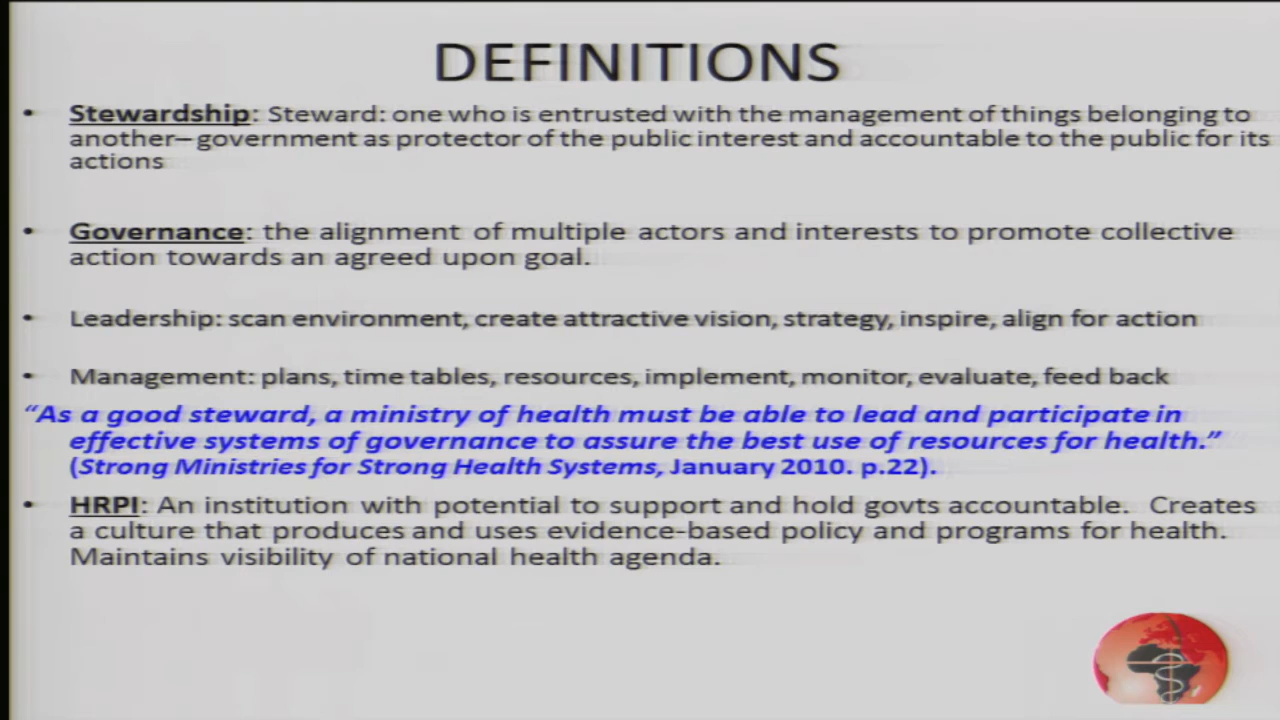 DEFINITIONS
• Stewardship: Steward: one who is entrusted with the management of things belonging to
another– government as protector of the public interest and accountable to the public for its
actions
• Governance: the alignment of multiple actors and interests to promote collective
action towards an agreed upon goal.
• Leadership: scan environment, create attractive vision, strategy, inspire, align for action
• Management: plans, time tables, resources, implement, monitor, evaluate, feed back
“As a good steward, a ministry of health must be able to lead and participate in
effective systems of governance to assure the best use of resources for health.”
(Strong Ministries for Strong Health Systems, January 2010. p.22).
• HRPI: An institution with potential to support and hold govts accountable. Creates
a culture that produces and uses evidence-based policy and programs for health.
Maintains visibility of national health agenda.